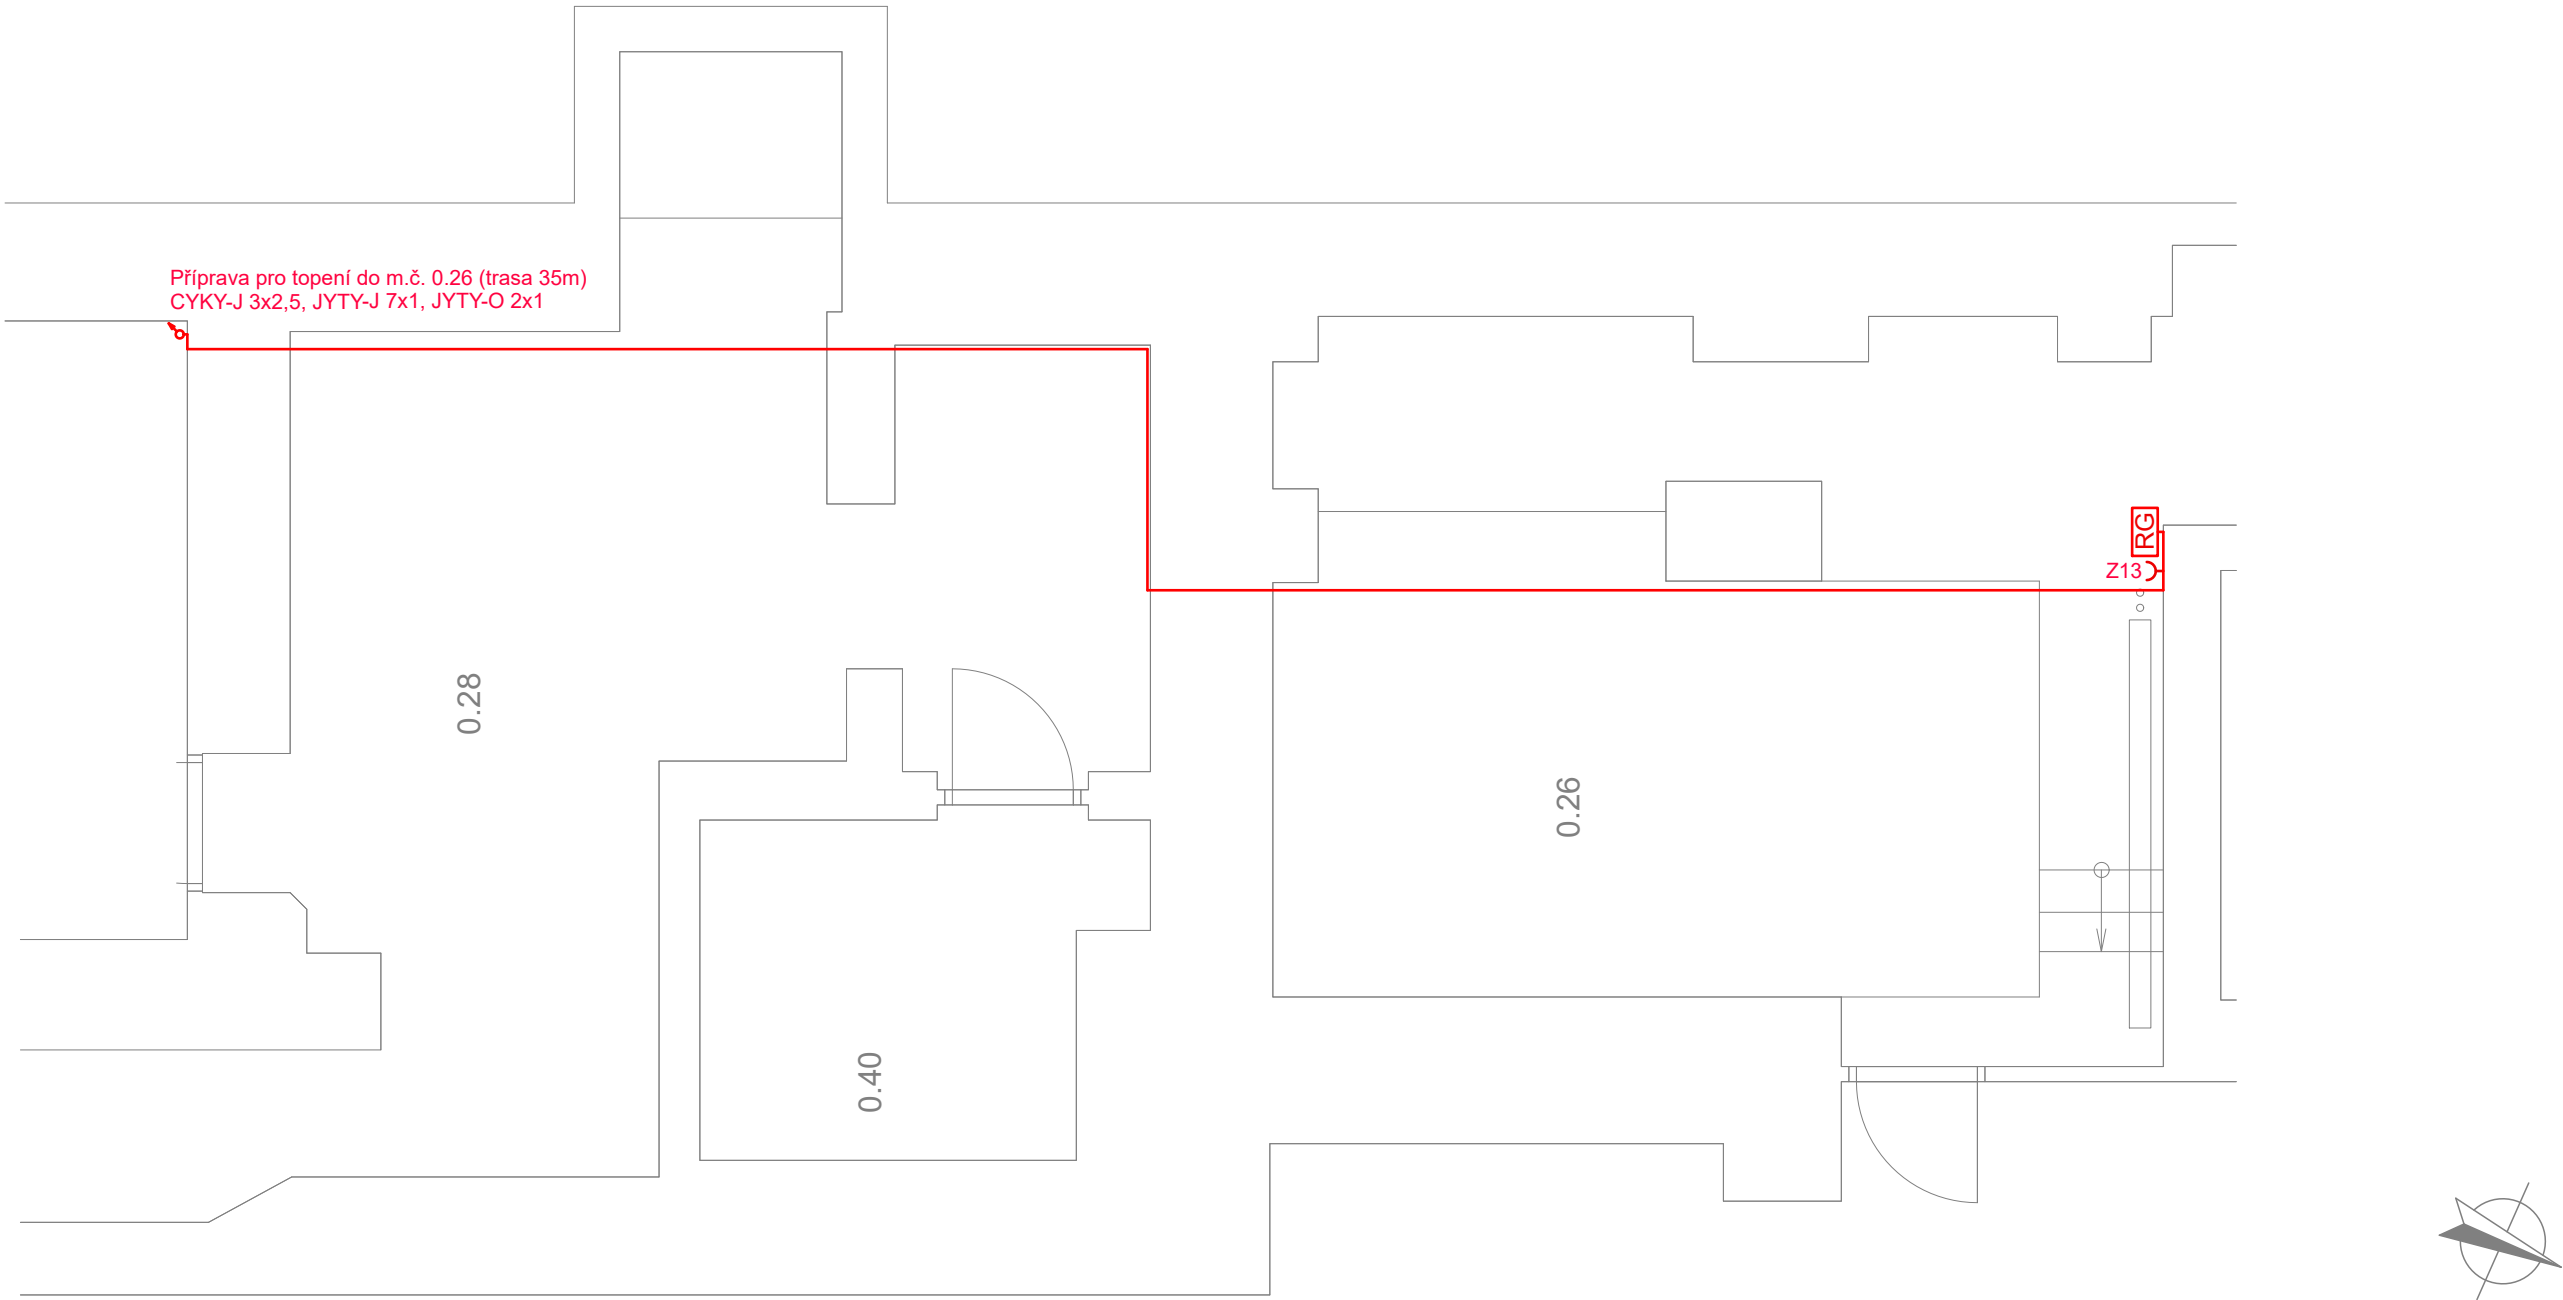 Příprava pro topení do m.č. 0.26 (trasa 35m)
CYKY-J 3x2,5, JYTY-J 7x1, JYTY-O 2x1
RG
Z13
0.28
0.26
0.40